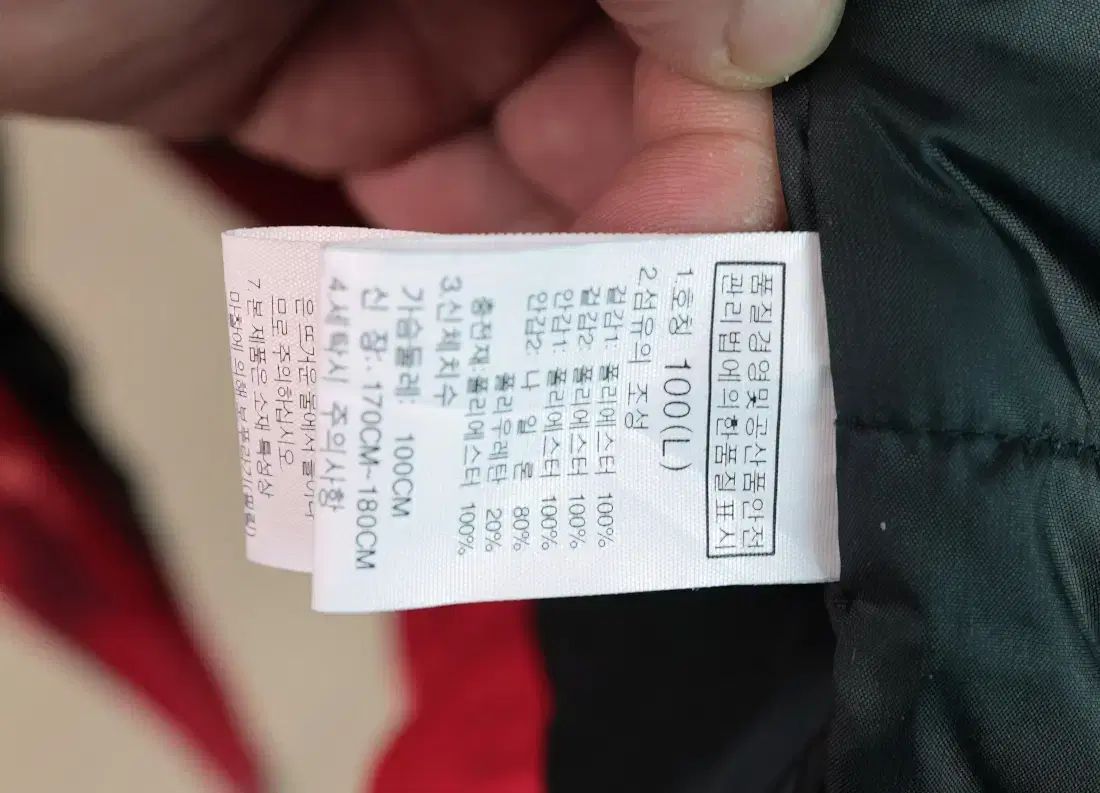 품질경영및공산품안전
관리법에의한품질표시
1.호칭 100(L)
2.섬유의 조성
겉감1: 폴리에스터 100%
겉감2: 폴리에스터 100%
안감1: 폴리에스터 100%
안감2: 나 일 론 80%
폴리우레탄 20%
충전재:폴리에스터 100%
3.신체치수
가슴둘레 100CM
신 장: 170CM-180CM
4.세탁시 주의사항
은 뜨거운 물에서
므로 주의하십시오
7.본 제품은 소재 특성상
마찰에 의해